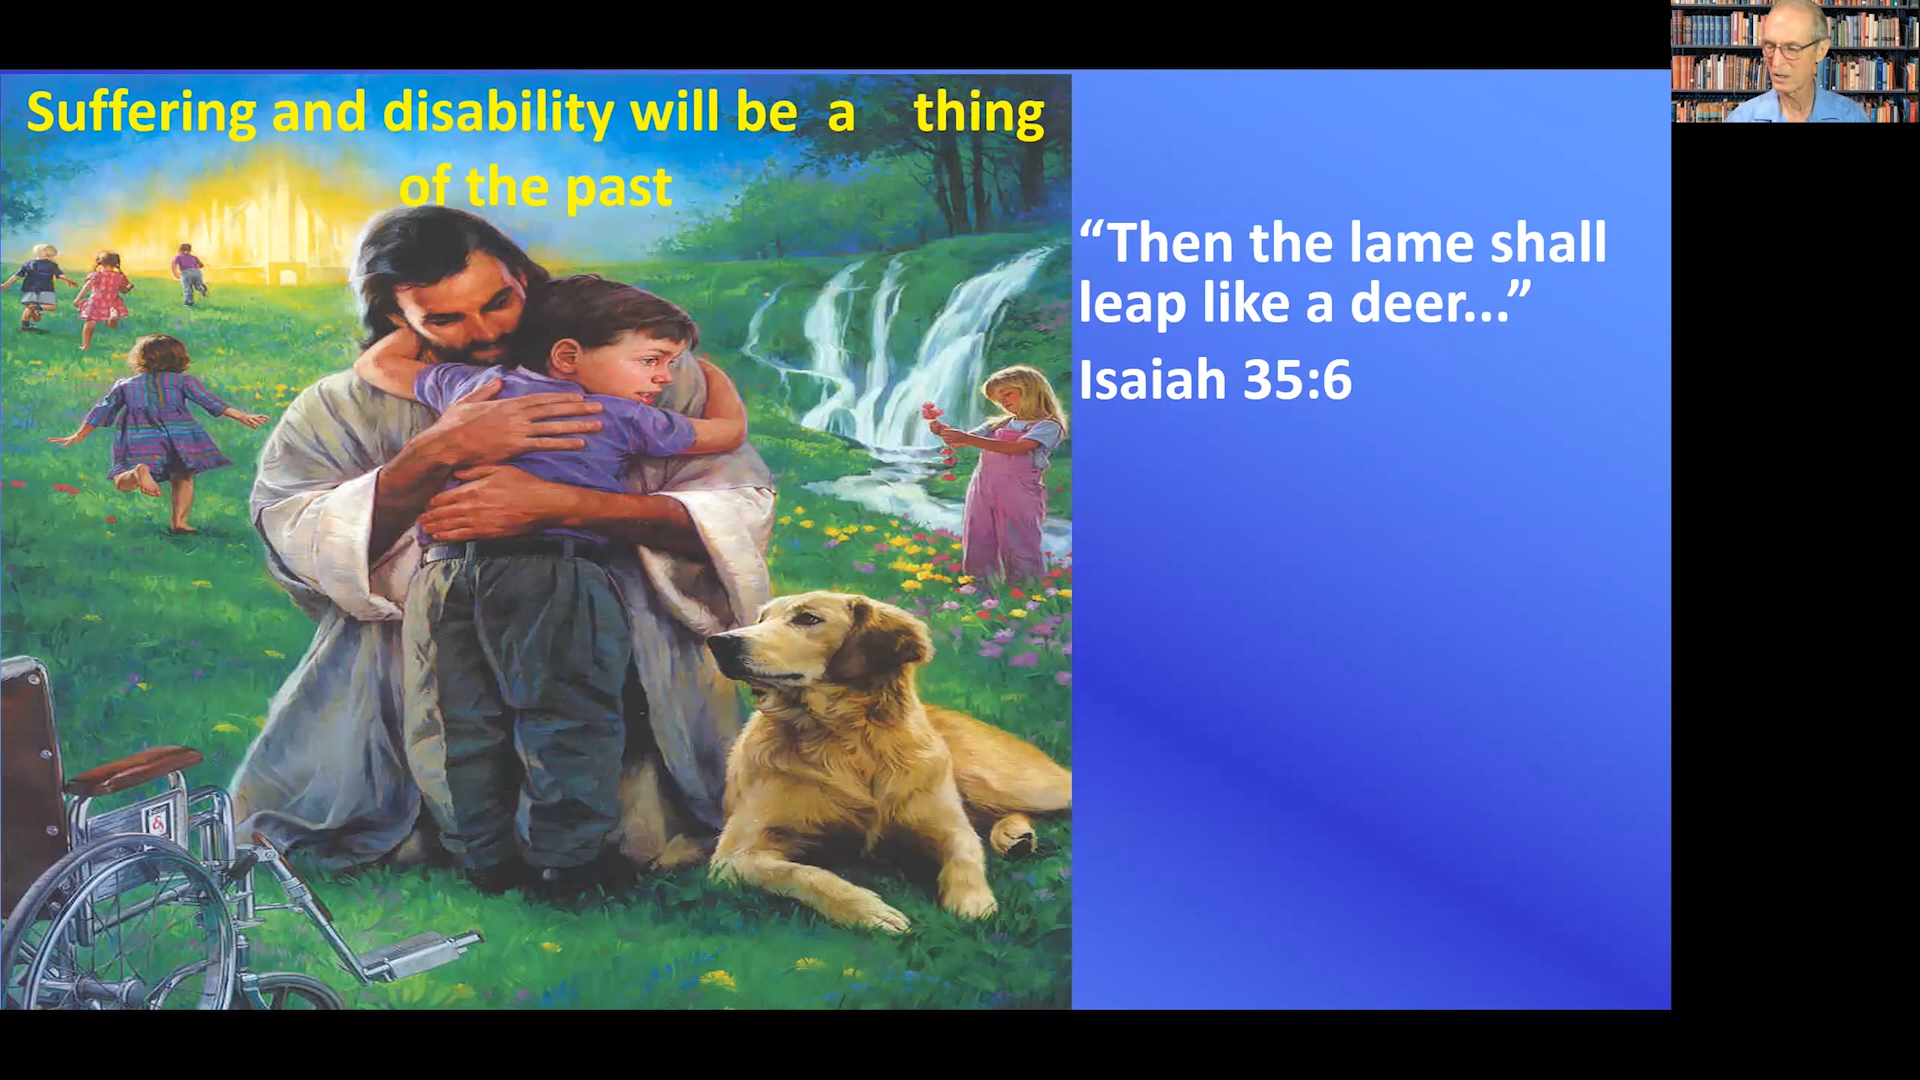 Suffering and disability will be a thing
of the past
“Then the lame shall
leap like a deer...”
Isaiah 35:6